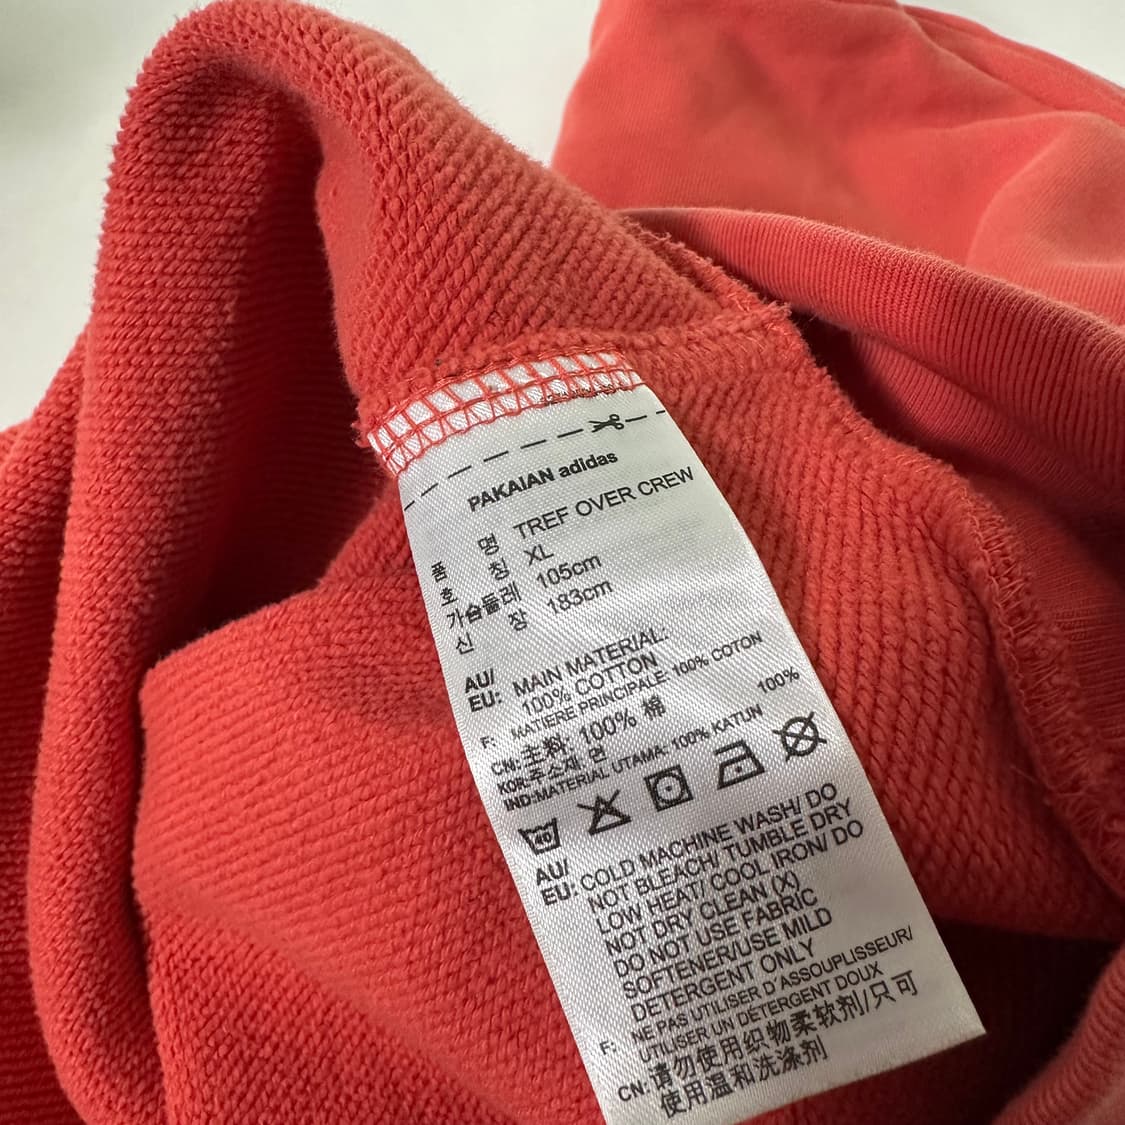 PAKAIAN adidas
품 명 TREF OVER CREW
호 칭 XL
가슴둘레 105cm
신 장 183cm
AU/ EU: MAIN MATERIAL:
100% COTTON
F: MATIERE PRINCIPALE: 100% COTON
CN: 主料: 100% 棉
KOR:주소재: 면 100%
IND:MATERIAL UTAMA: 100% KATUN
40
AU/ EU: COLD MACHINE WASH/ DO
NOT BLEACH/ TUMBLE DRY
LOW HEAT/ COOL IRON/ DO
NOT DRY CLEAN (X)
DO NOT USE FABRIC
SOFTENER/USE MILD
DETERGENT ONLY
F: NE PAS UTILISER D'ASSOUPLISSEUR/
UTILISER UN DETERGENT DOUX
CN: 请勿使用织物柔软剂/只可
使用温和洗涤剂